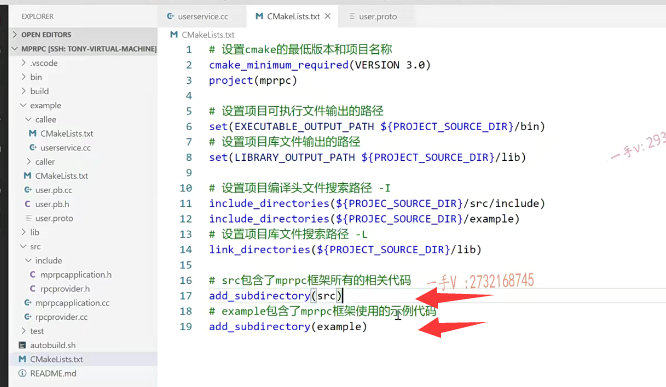 EXPLORER
OPEN EDITORS
MPRPC [SSH: TONY-VIRTUAL-MACHINE]
.vscode
bin
build
example
callee
CMakeLists.txt
userservice.cc
caller
CMakeLists.txt
user.pb.cc
user.pb.h
user.proto
lib
src
include
mprpcapplication.h
rpcprovider.h
mprpcapplication.cc
rpcprovider.cc
test
autobuild.sh
CMakeLists.txt
README.md
userservice.cc
CMakeLists.txt
user.proto
CMakeLists.txt
1 # 设置cmake的最低版本和项目名称
2 cmake_minimum_required(VERSION 3.0)
3 project(mprpc)
4
5 # 设置项目可执行文件输出的路径
6 set(EXECUTABLE_OUTPUT_PATH ${PROJECT_SOURCE_DIR}/bin)
7 # 设置项目库文件输出的路径
8 set(LIBRARY_OUTPUT_PATH ${PROJECT_SOURCE_DIR}/lib)
9
10 # 设置项目编译头文件搜索路径 -I
11 include_directories(${PROJEC_SOURCE_DIR}/src/include)
12 include_directories(${PROJEC_SOURCE_DIR}/example)
13 # 设置项目库文件搜索路径 -L
14 link_directories(${PROJECT_SOURCE_DIR}/lib)
15
16 # src包含了mprpc框架所有的相关代码
17 add_subdirectory(src)
18 # example包含了mprpc框架使用的示例代码
19 add_subdirectory(example)
一手V :2732168745
一手v:293